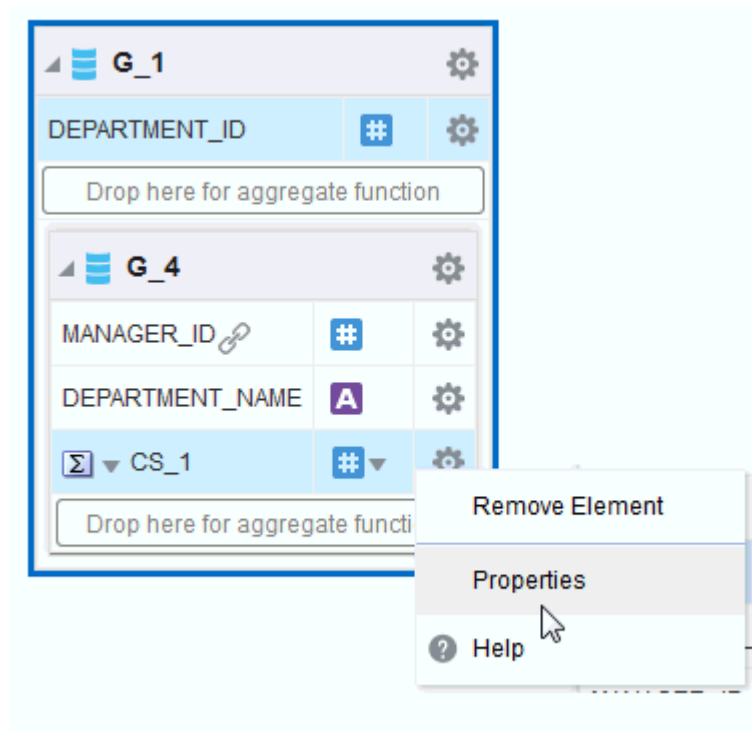 G_1
DEPARTMENT_ID #
Drop here for aggregate function
G_4
MANAGER_ID #
DEPARTMENT_NAME A
Σ CS_1 #
Drop here for aggregate functi
Remove Element
Properties
? Help